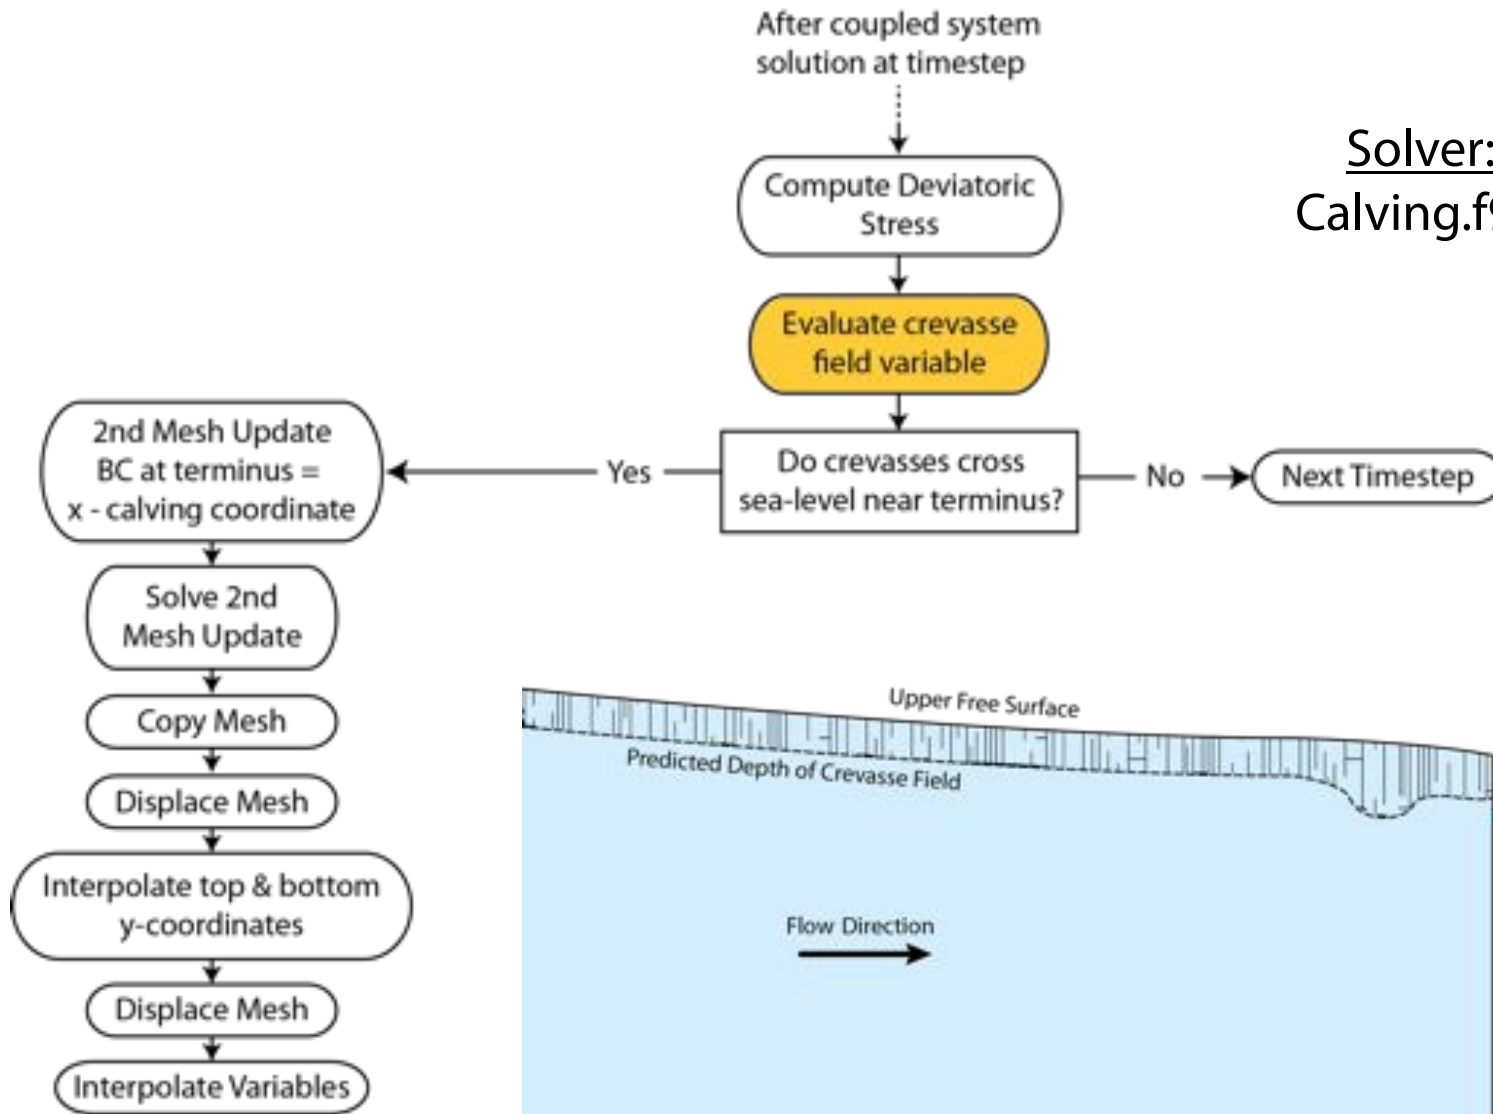 After coupled system
solution at timestep
Solver:
Calving.f9
Compute Deviatoric
Stress
Evaluate crevasse
field variable
Do crevasses cross
sea-level near terminus?
Yes
No
Next Timestep
2nd Mesh Update
BC at terminus =
x - calving coordinate
Solve 2nd
Mesh Update
Copy Mesh
Displace Mesh
Interpolate top & bottom
y-coordinates
Displace Mesh
Interpolate Variables
Upper Free Surface
Predicted Depth of Crevasse Field
Flow Direction